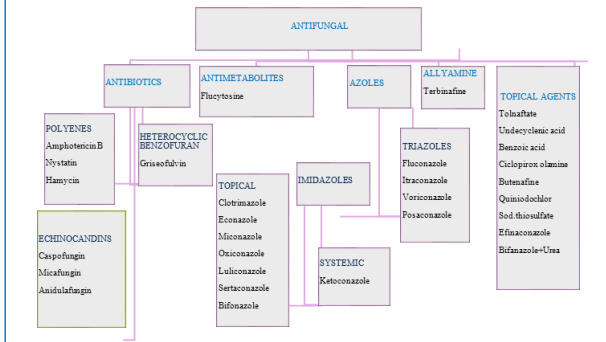 ANTIFUNGAL
ANTIBIOTICS
ANTIMETABOLITES
Flucytosine
AZOLES
ALLYAMINE
Terbinafine
TOPICAL AGENTS
Tolnaftate
Undecyclenic acid
Benzoic acid
Ciclopirox olamine
Butenafine
Quiniodochlor
Sod.thiosulfate
Efinaconazole
Bifanazole+Urea
POLYENES
Amphotericin B
Nystatin
Hamycin
HETEROCYCLIC
BENZOFURAN
Griseofulvin
TRIAZOLES
Fluconazole
Itraconazole
Voriconazole
Posaconazole
IMIDAZOLES
TOPICAL
Clotrimazole
Econazole
Miconazole
Oxiconazole
Luliconazole
Sertaconazole
Bifonazole
ECHINOCANDINS
Caspofungin
Micafungin
Anidulafungin
SYSTEMIC
Ketoconazole